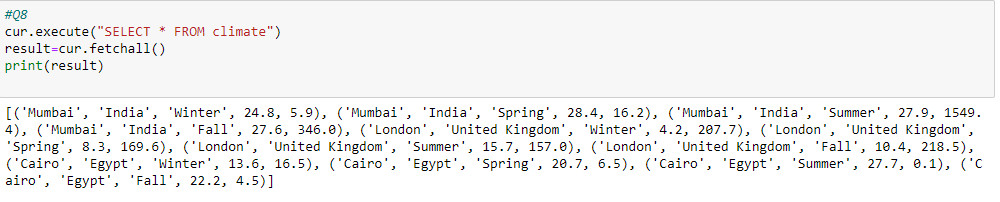 #Q8
cur.execute("SELECT * FROM climate")
result=cur.fetchall()
print(result)
[('Mumbai', 'India', 'Winter', 24.8, 5.9), ('Mumbai', 'India', 'Spring', 28.4, 16.2), ('Mumbai', 'India', 'Summer', 27.9, 1549.
4), ('Mumbai', 'India', 'Fall', 27.6, 346.0), ('London', 'United Kingdom', 'Winter', 4.2, 207.7), ('London', 'United Kingdom',
'Spring', 8.3, 169.6), ('London', 'United Kingdom', 'Summer', 15.7, 157.0), ('London', 'United Kingdom', 'Fall', 10.4, 218.5),
('Cairo', 'Egypt', 'Winter', 13.6, 16.5), ('Cairo', 'Egypt', 'Spring', 20.7, 6.5), ('Cairo', 'Egypt', 'Summer', 27.7, 0.1), ('C
airo', 'Egypt', 'Fall', 22.2, 4.5)]